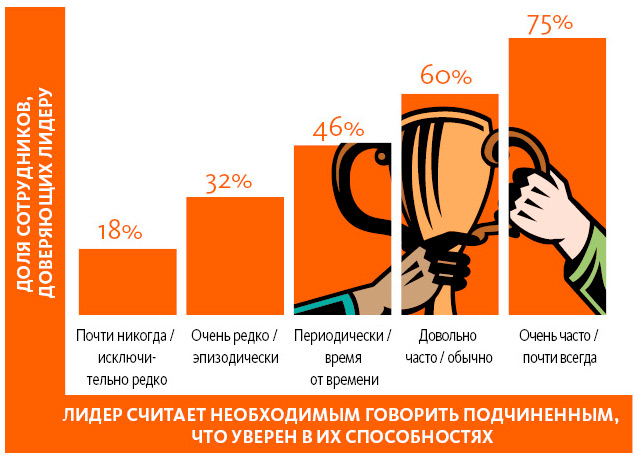 ДОЛЯ СОТРУДНИКОВ,
ДОВЕРЯЮЩИХ ЛИДЕРУ
18%
32%
46%
60%
75%
Почти никогда /
исключи-
тельно редко
Очень редко /
эпизодически
Периодически /
время
от времени
Довольно
часто / обычно
Очень часто /
почти всегда
ЛИДЕР СЧИТАЕТ НЕОБХОДИМЫМ ГОВОРИТЬ ПОДЧИНЕННЫМ,
ЧТО УВЕРЕН В ИХ СПОСОБНОСТЯХ